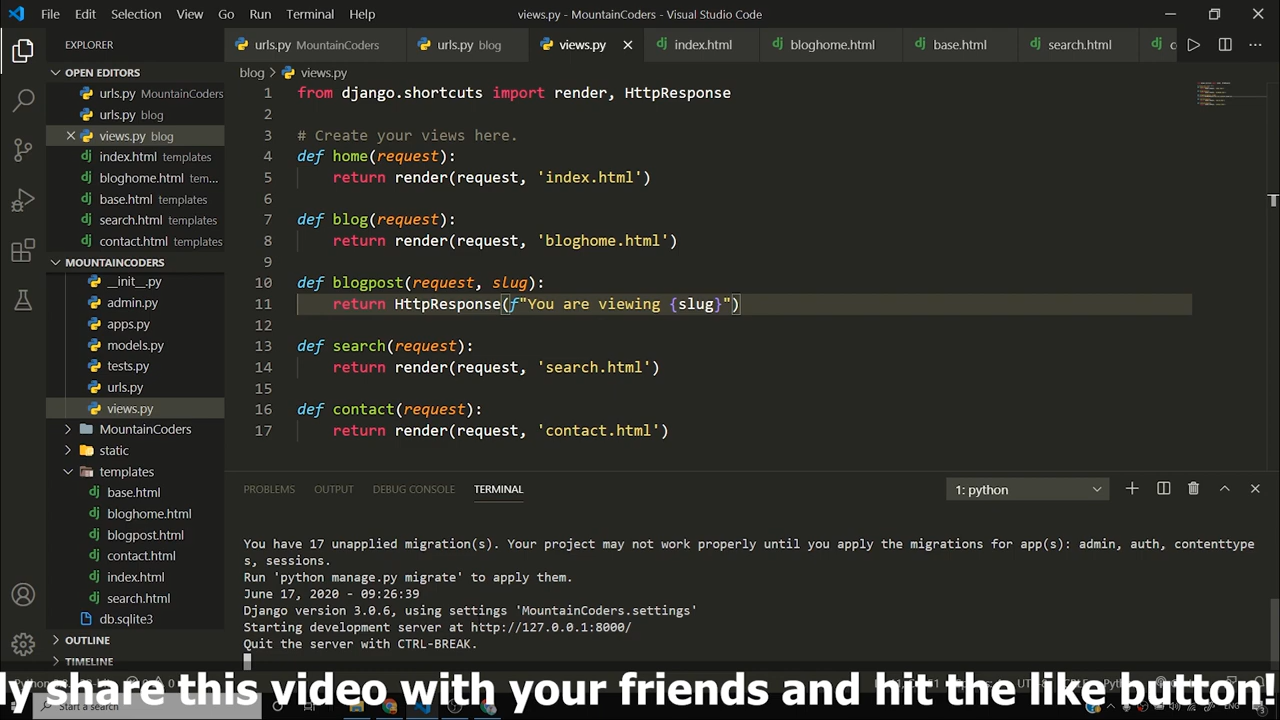 File Edit Selection View Go Run Terminal Help
views.py - MountainCoders - Visual Studio Code
EXPLORER
urls.py MountainCoders
urls.py blog
views.py
index.html
bloghome.html
base.html
search.html
OPEN EDITORS
urls.py MountainCoders
urls.py blog
views.py blog
index.html templates
bloghome.html tem...
base.html templates
search.html templates
contact.html templates
MOUNTAINCODERS
__init__.py
admin.py
apps.py
models.py
tests.py
urls.py
views.py
MountainCoders
static
templates
base.html
bloghome.html
blogpost.html
contact.html
index.html
search.html
db.sqlite3
OUTLINE
TIMELINE
blog > views.py
1 from django.shortcuts import render, HttpResponse
2
3 # Create your views here.
4 def home(request):
5 return render(request, 'index.html')
6
7 def blog(request):
8 return render(request, 'bloghome.html')
9
10 def blogpost(request, slug):
11 return HttpResponse(f"You are viewing {slug}")
12
13 def search(request):
14 return render(request, 'search.html')
15
16 def contact(request):
17 return render(request, 'contact.html')
PROBLEMS OUTPUT DEBUG CONSOLE TERMINAL
1: python
You have 17 unapplied migration(s). Your project may not work properly until you apply the migrations for app(s): admin, auth, contenttype
s, sessions.
Run 'python manage.py migrate' to apply them.
June 17, 2020 - 09:26:39
Django version 3.0.6, using settings 'MountainCoders.settings'
Starting development server at http://127.0.0.1:8000/
Quit the server with CTRL-BREAK.
ly share this video with your friends and hit the like button!
Start a search